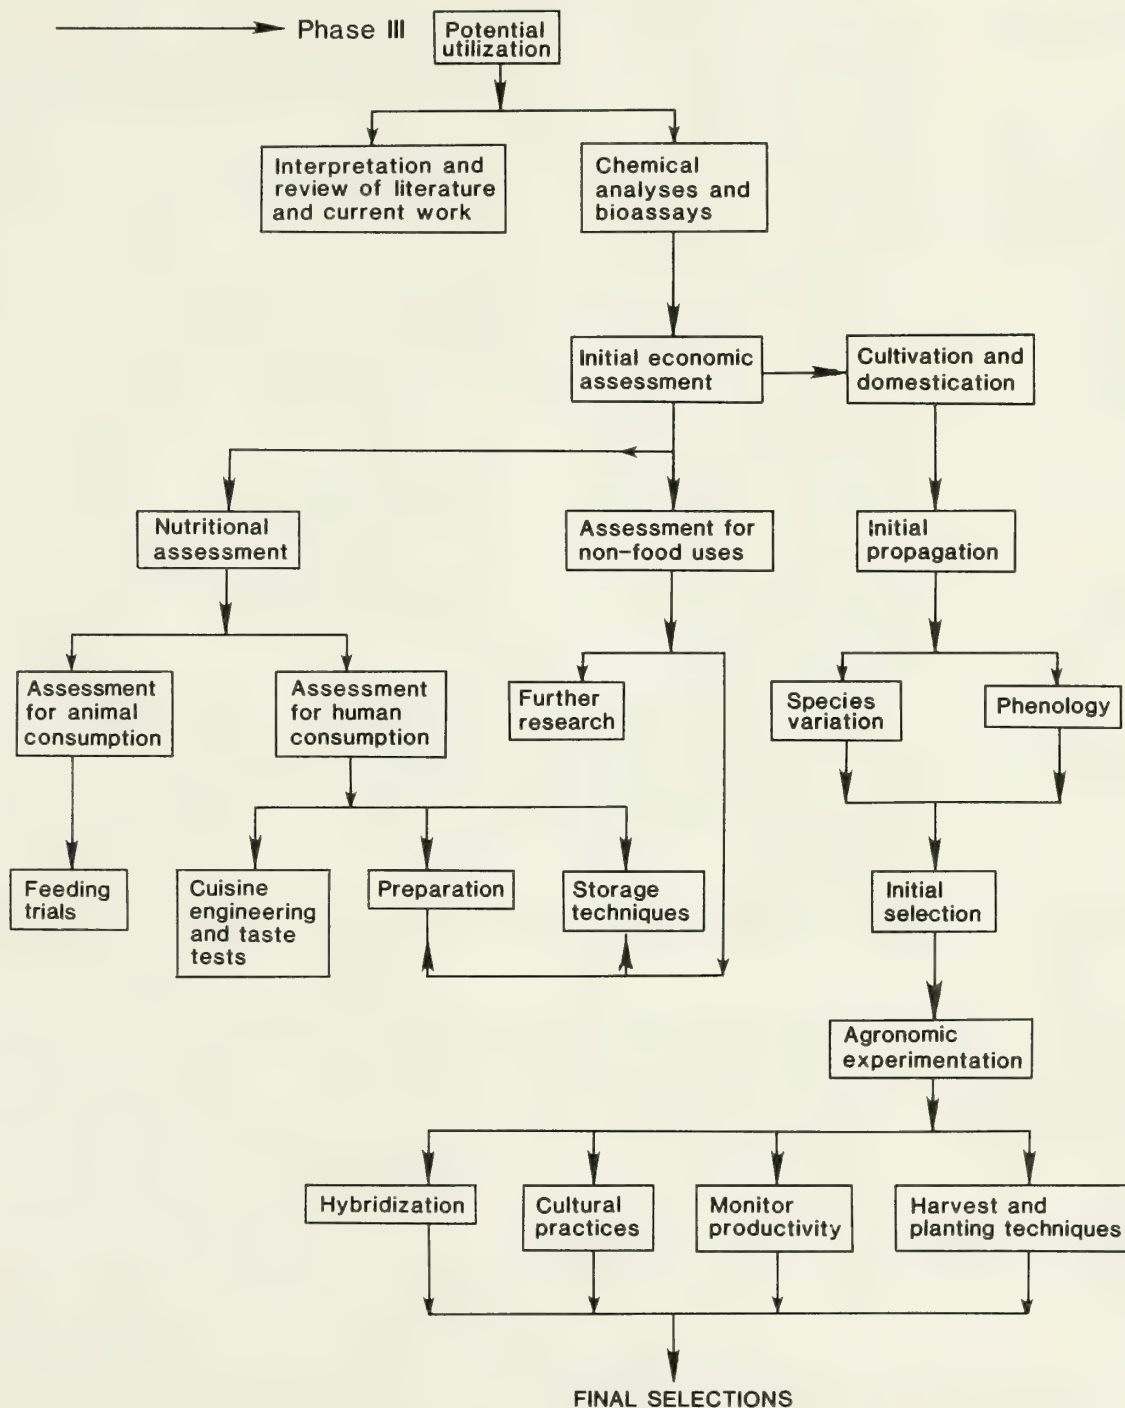 Phase III
Potential
utilization
Interpretation and
review of literature
and current work
Chemical
analyses and
bioassays
Initial economic
assessment
Cultivation and
domestication
Nutritional
assessment
Assessment for
non-food uses
Initial
propagation
Assessment
for animal
consumption
Assessment
for human
consumption
Further
research
Species
variation
Phenology
Feeding
trials
Cuisine
engineering
and taste
tests
Preparation
Storage
techniques
Initial
selection
Agronomic
experimentation
Hybridization
Cultural
practices
Monitor
productivity
Harvest and
planting techniques
FINAL SELECTIONS